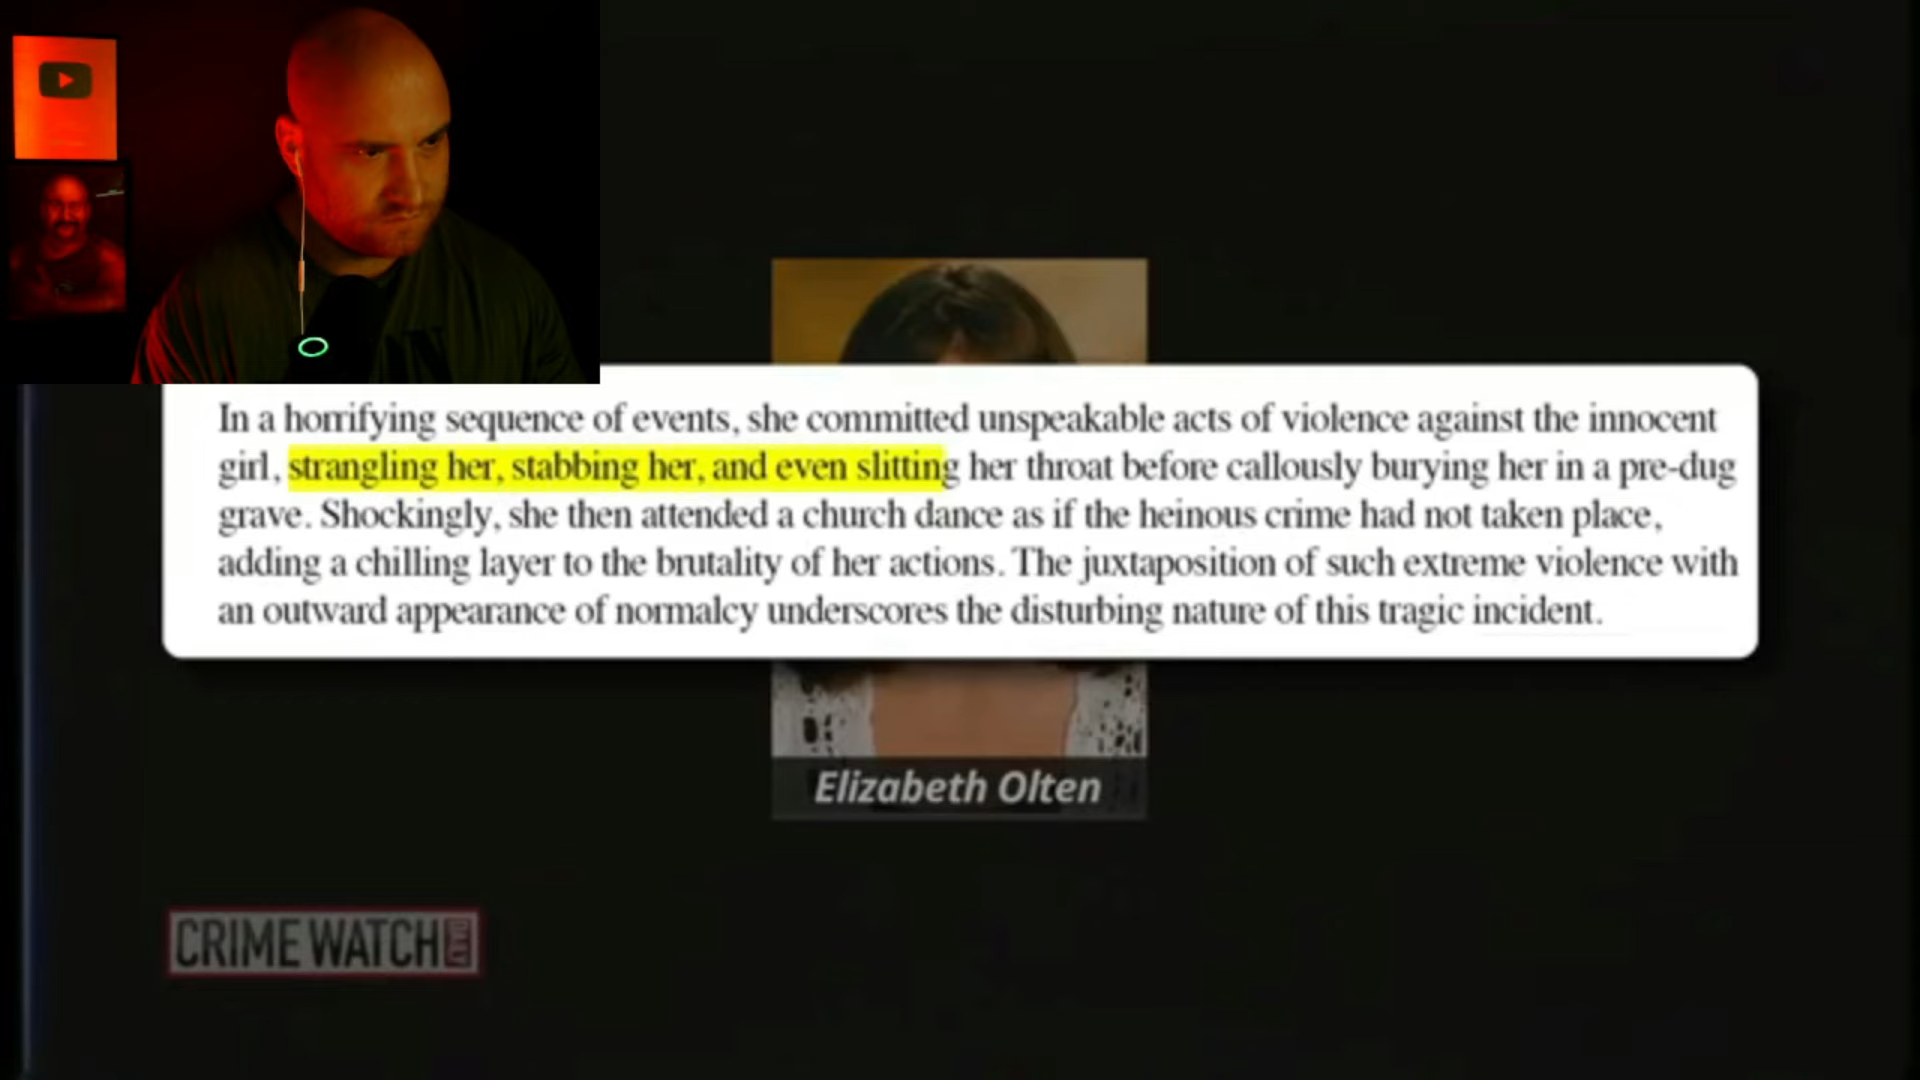 In a horrifying sequence of events, she committed unspeakable acts of violence against the innocent
girl, strangling her, stabbing her, and even slitting her throat before callously burying her in a pre-dug
grave. Shockingly, she then attended a church dance as if the heinous crime had not taken place,
adding a chilling layer to the brutality of her actions. The juxtaposition of such extreme violence with
an outward appearance of normalcy underscores the disturbing nature of this tragic incident.
Elizabeth Olten
CRIME WATCH DAILY